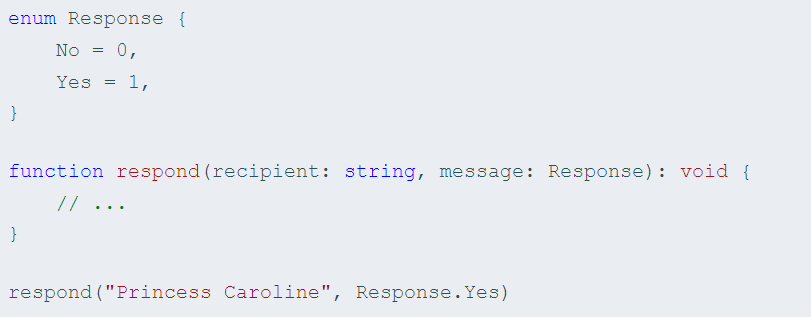 enum Response {
    No = 0,
    Yes = 1,
}
function respond(recipient: string, message: Response): void {
    // ...
}
respond("Princess Caroline", Response.Yes)